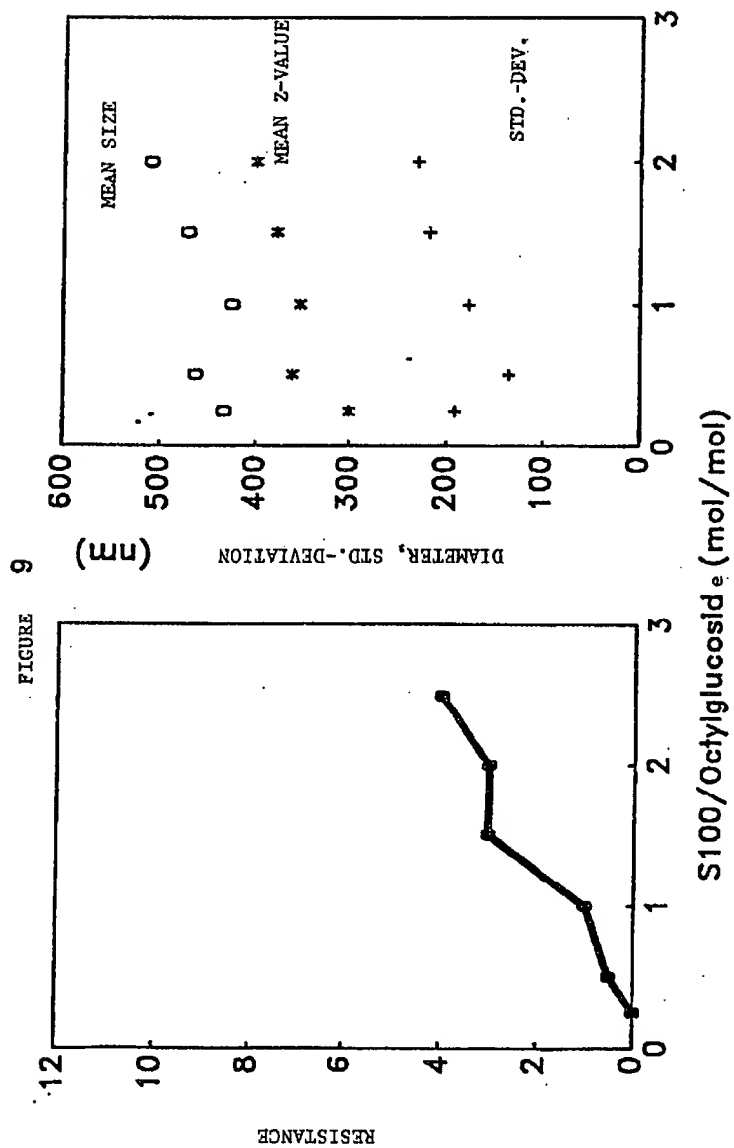 FIGURE 9
RESISTANCE
12
10
8
6
4
2
0
0 1 2 3
(nm)
DIAMETER, STD.-DEVIATION
600
500
400
300
200
100
0
0 1 2 3
MEAN SIZE
MEAN Z-VALUE
STD.-DEV.
S100/Octylglucosid e (mol/mol)